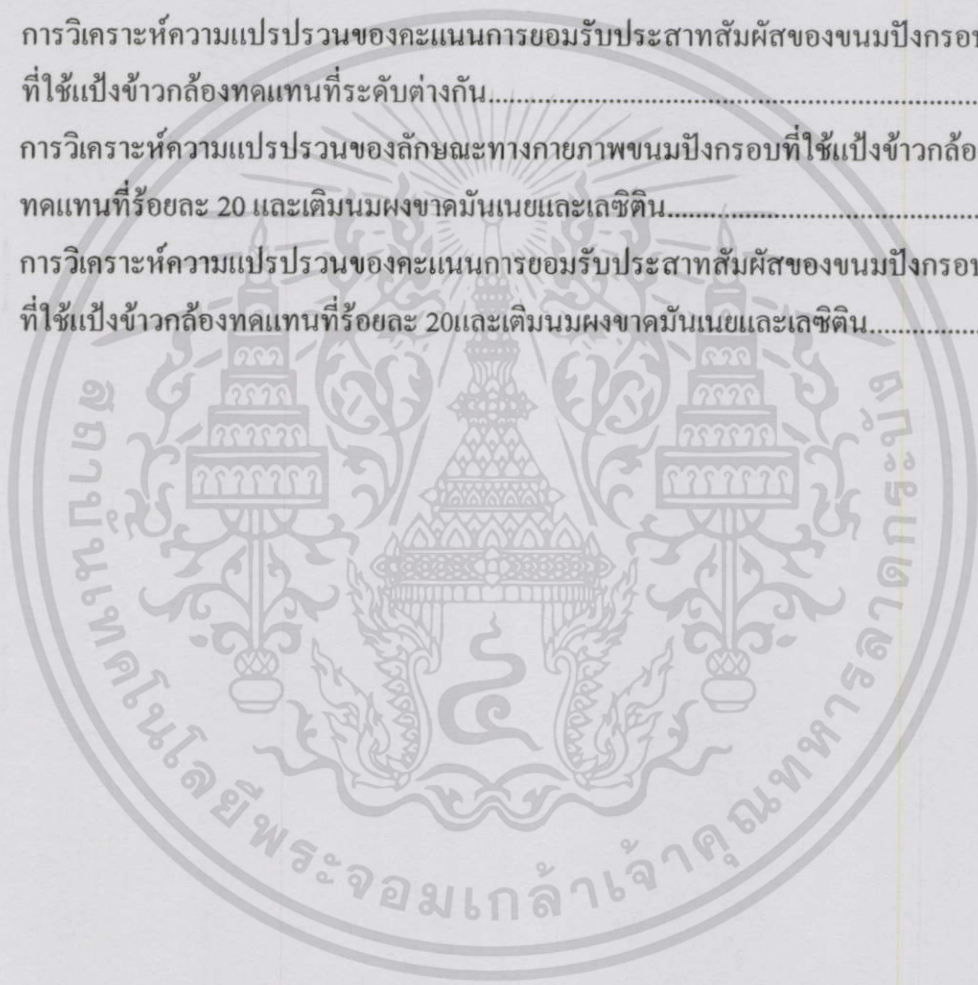 การวิเคราะห์ความแปรปรวนของคะแนนการยอมรับประสาทสัมผัสของขนมปังกรอบ
ที่ใช้แป้งข้าวกล้องทดแทนที่ระดับต่างกัน................................................................
การวิเคราะห์ความแปรปรวนของลักษณะทางกายภาพขนมปังกรอบที่ใช้แป้งข้าวกล้อ
ทดแทนที่ร้อยละ 20 และเติมนมผงขาดมันเนยและเลซิติน........................................
การวิเคราะห์ความแปรปรวนของคะแนนการยอมรับประสาทสัมผัสของขนมปังกรอบ
ที่ใช้แป้งข้าวกล้องทดแทนที่ร้อยละ 20และเติมนมผงขาดมันเนยและเลซิติน................
สถาบันเทคโนโลยีพระจอมเกล้าเจ้าคุณทหารลาดกระบัง
๔